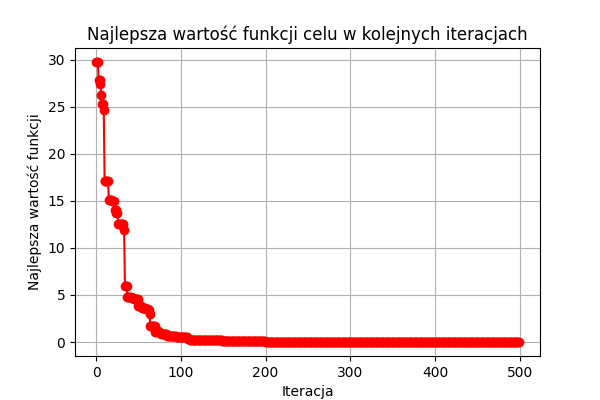 Najlepsza wartość funkcji celu w kolejnych iteracjach
Najlepsza wartość funkcji
30
25
20
15
10
5
0
0 100 200 300 400 500
Iteracja